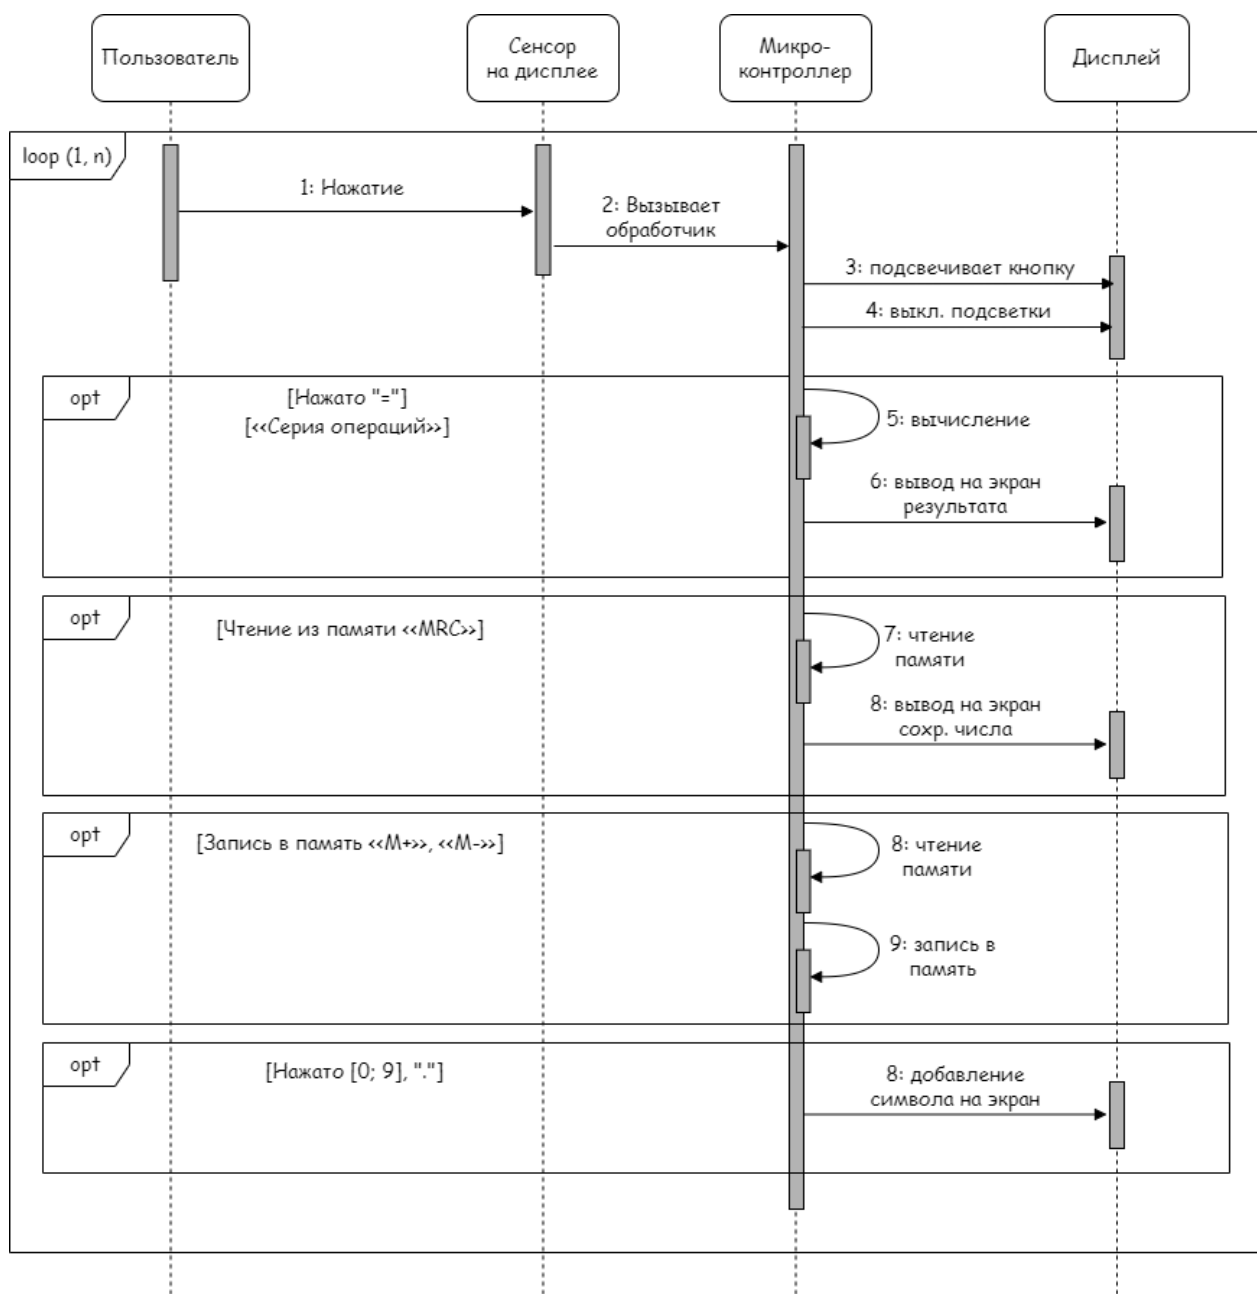 Пользователь
Сенсор
на дисплее
Микро-
контроллер
Дисплей
loop (1, n)
1: Нажатие
2: Вызывает
обработчик
3: подсвечивает кнопку
4: выкл. подсветки
opt
[Нажато "="]
[<<Серия операций>>]
5: вычисление
6: вывод на экран
результата
opt
[Чтение из памяти <<MRC>>]
7: чтение
памяти
8: вывод на экран
сохр. числа
opt
[Запись в память <<M+>>, <<M->>]
8: чтение
памяти
9: запись в
память
opt
[Нажато [0; 9], "."]
8: добавление
символа на экран